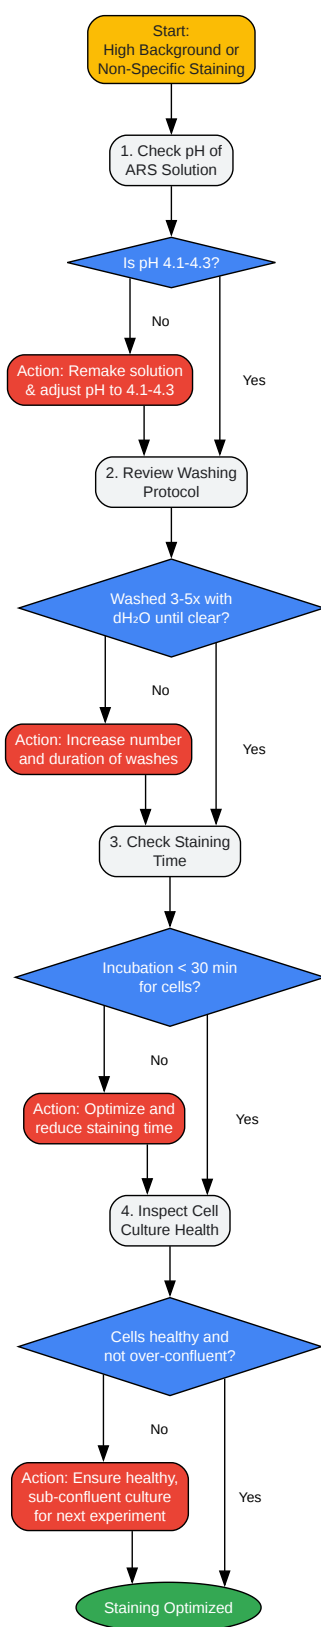 Start:
High Background or
Non-Specific Staining
1. Check pH of
ARS Solution
Is pH 4.1-4.3?
No
Action: Remake solution
& adjust pH to 4.1-4.3
Yes
2. Review Washing
Protocol
Washed 3-5x with
dH₂O until clear?
No
Action: Increase number
and duration of washes
Yes
3. Check Staining
Time
Incubation < 30 min
for cells?
No
Action: Optimize and
reduce staining time
Yes
4. Inspect Cell
Culture Health
Cells healthy and
not over-confluent?
No
Action: Ensure healthy,
sub-confluent culture
for next experiment
Yes
Staining Optimized